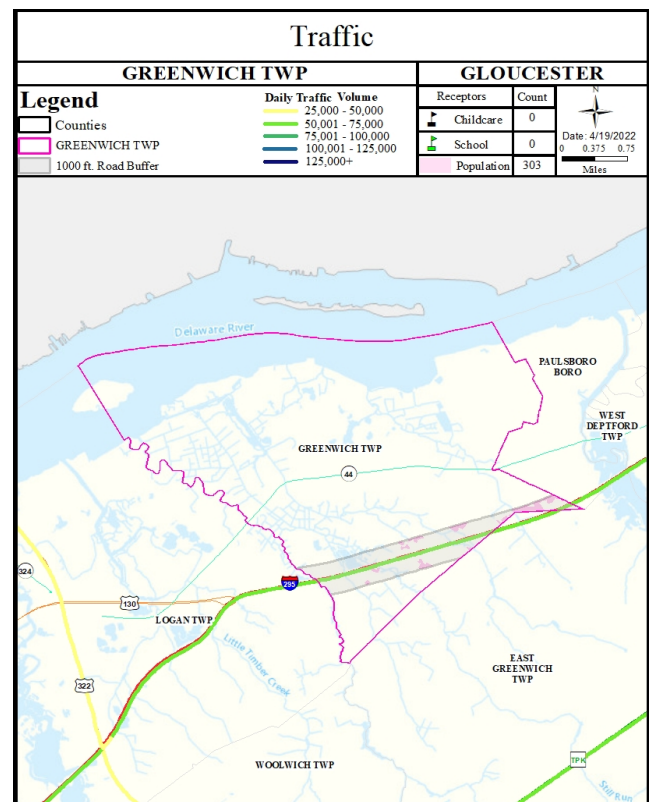 Traffic
GREENWICH TWP
GLOUCESTER
Legend
Counties
GREENWICH TWP
1000 ft. Road Buffer
Daily Traffic Volume
25,000 - 50,000
50,001 - 75,000
75,001 - 100,000
100,001 - 125,000
125,000+
Receptors Count
Childcare 0
School 0
Population 303
N
Date: 4/19/2022
0 0.375 0.75
Miles
Delaware River
PAULSBORO
BORO
WEST
DEPTFORD
TWP
GREENWICH TWP
44
324
295
130
LOGAN TWP
Little Timber Creek
EAST
GREENWICH
TWP
322
WOOLWICH TWP
TPK
Still Run